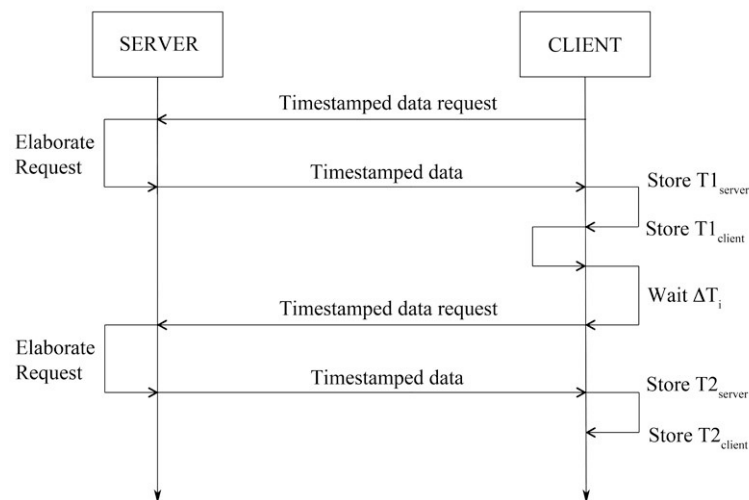 SERVER
CLIENT
Timestamped data request
Elaborate
Request
Timestamped data
Store T1server
Store T1client
Wait ΔTi
Timestamped data request
Elaborate
Request
Timestamped data
Store T2server
Store T2client